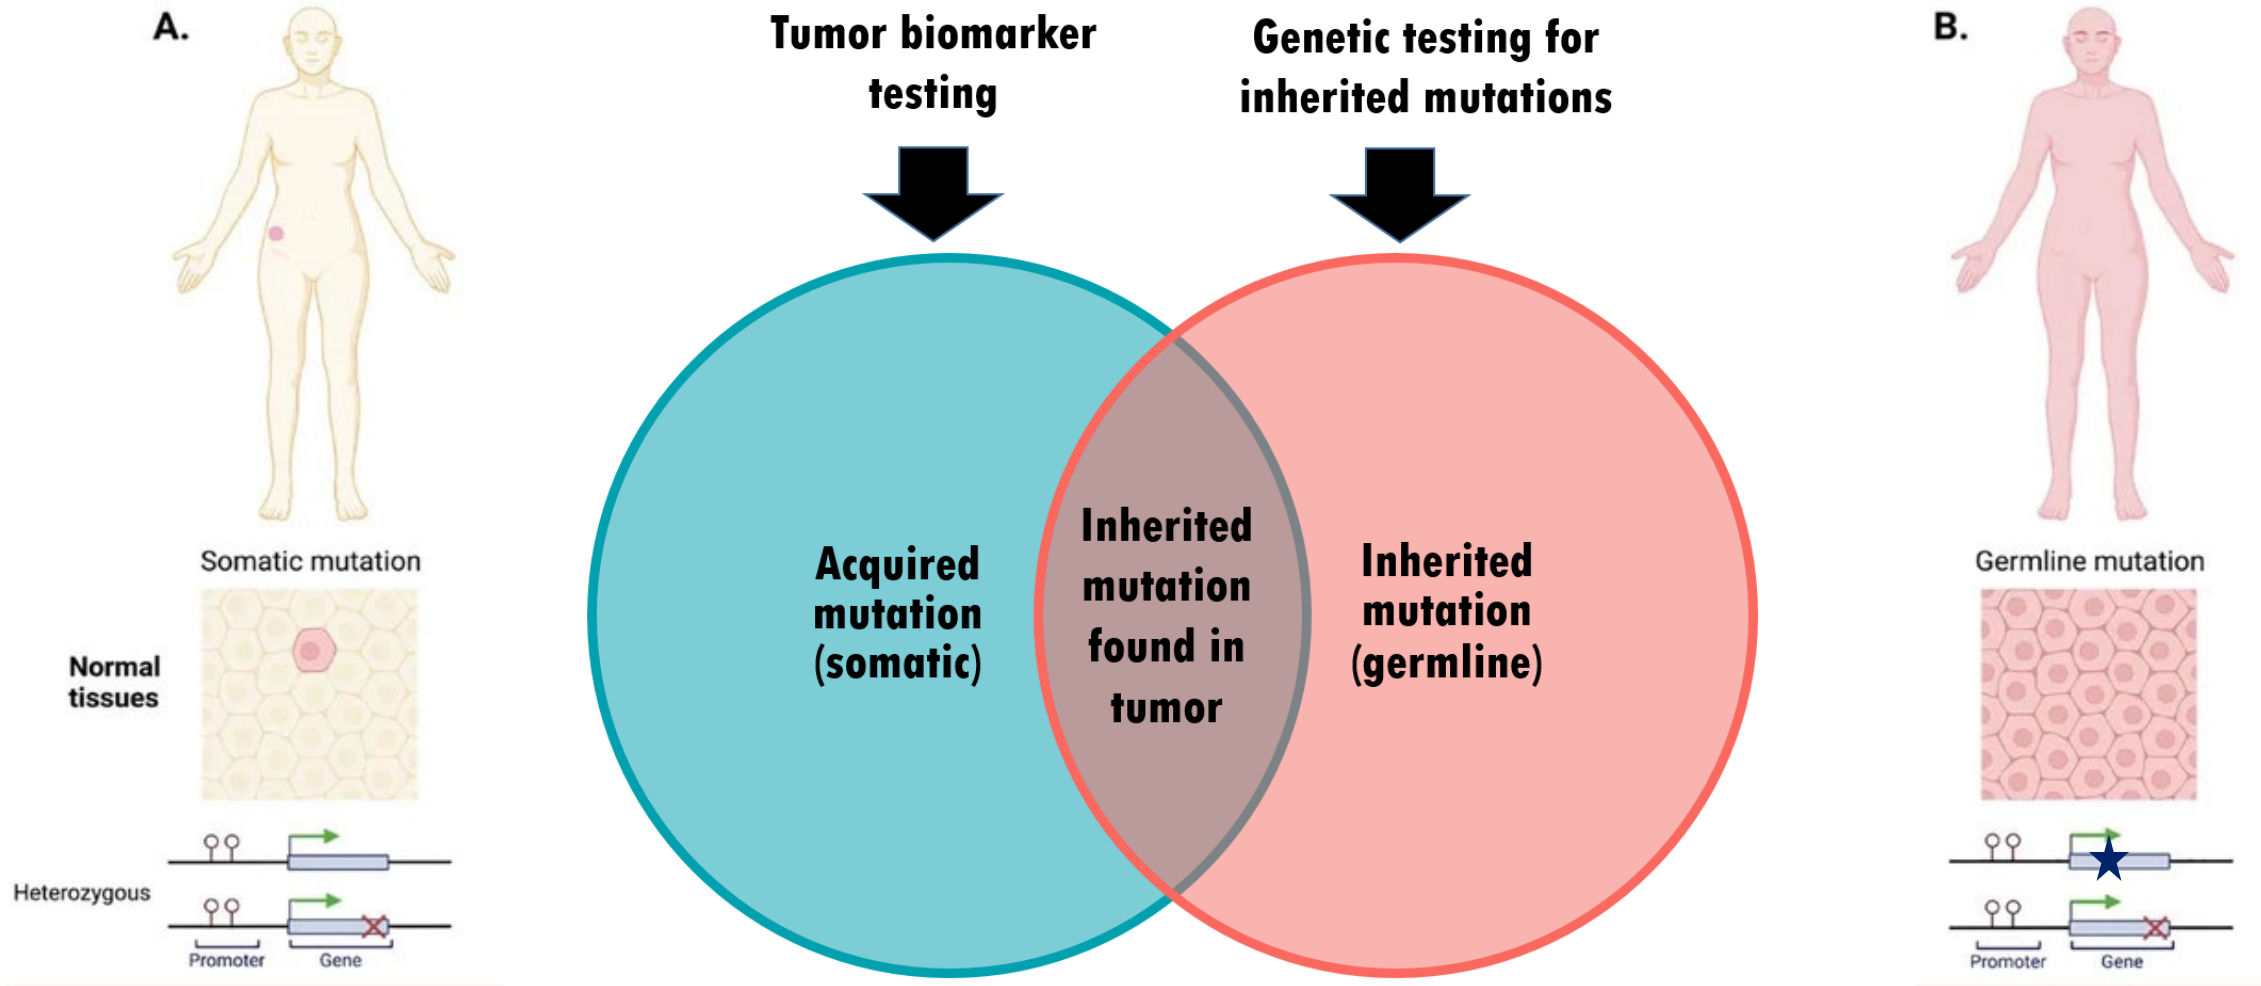 A.
Tumor biomarker
testing
Genetic testing for
inherited mutations
B.
Somatic mutation
Normal
tissues
Heterozygous
Promoter
Gene
Acquired
mutation
(somatic)
Inherited
mutation
found in
tumor
Inherited
mutation
(germline)
Germline mutation
Promoter
Gene